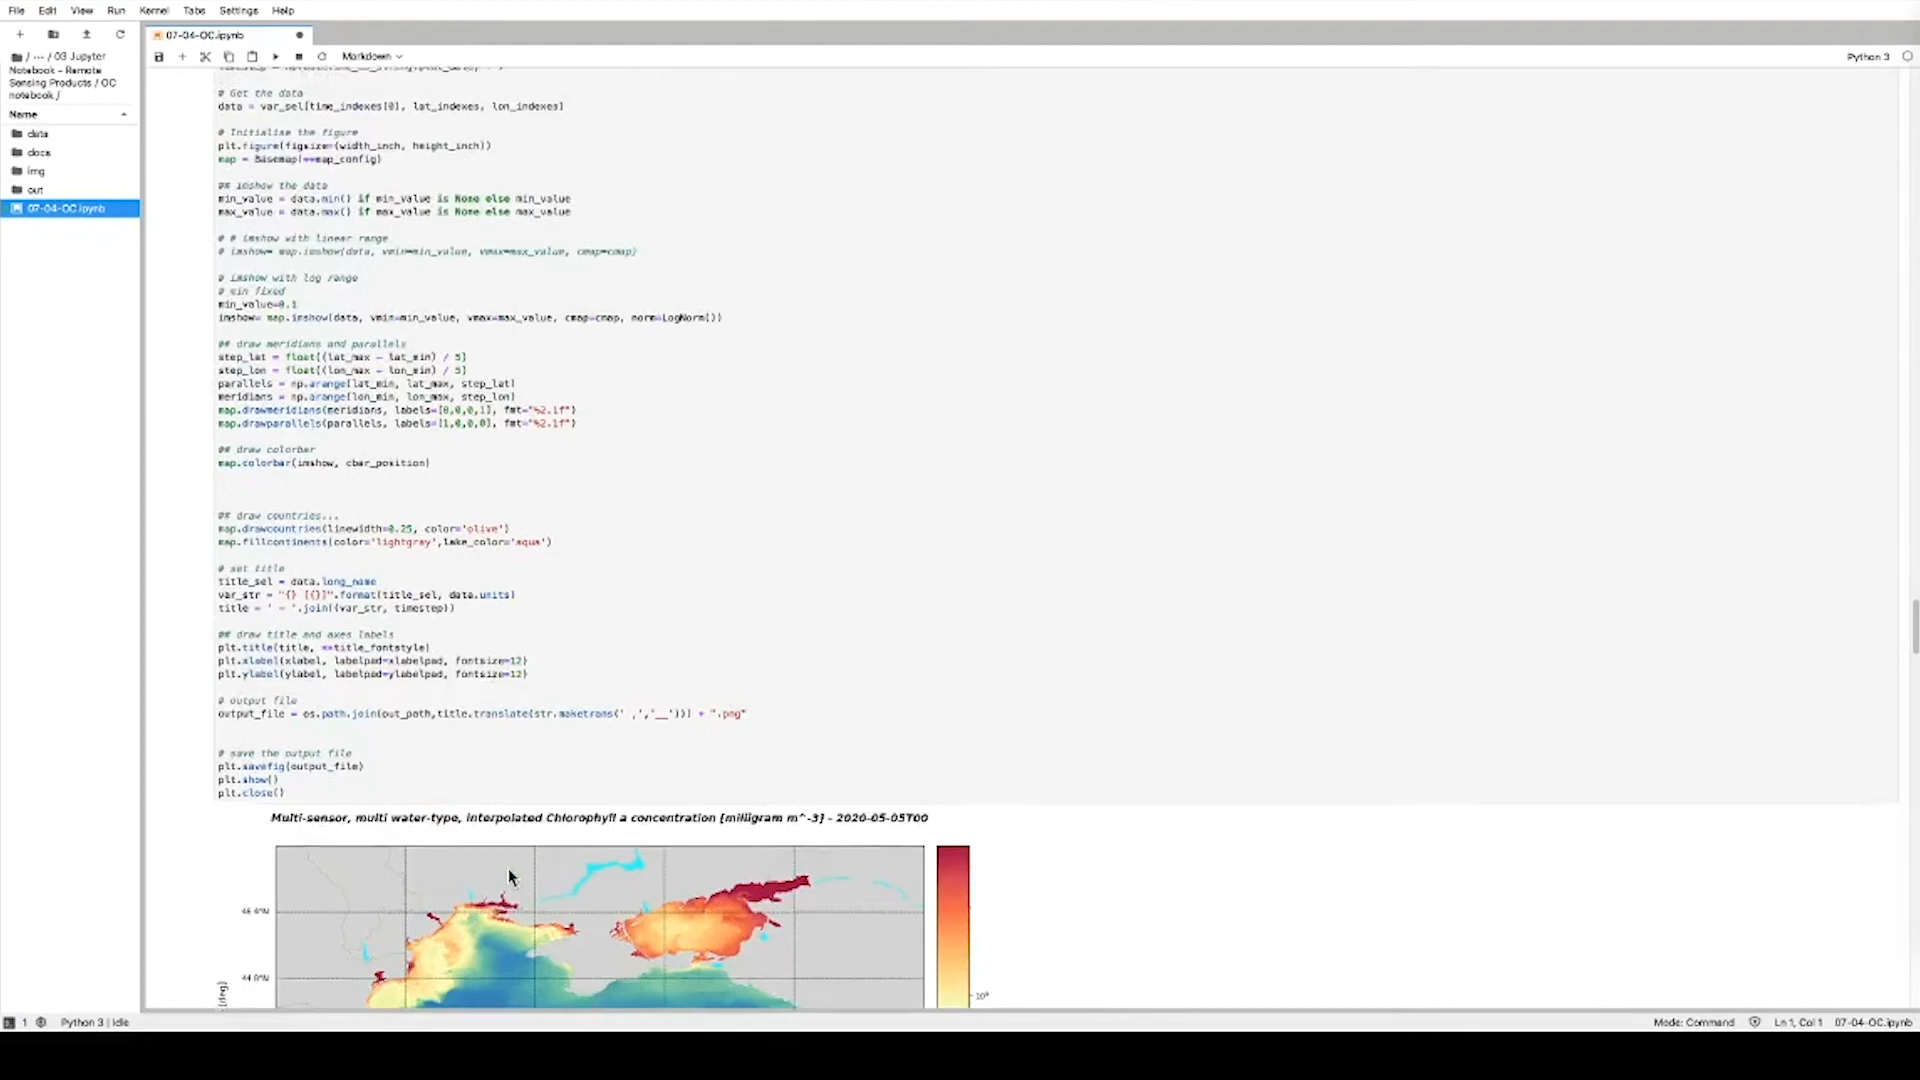 File Edit View Run Kernel Tabs Settings Help
07-04-OC.ipynb
Markdown
Python 3
/ ··· / 03 Jupyter
Notebook - Remote
Sensing Products / OC
notebook /
Name
data
docs
img
out
07-04-OC.ipynb
# Get the data
data = var_sel[time_indexes[0], lat_indexes, lon_indexes]
# Initialise the figure
plt.figure(figsize=(width_inch, height_inch))
map = Basemap(**map_config)
## imshow the data
min_value = data.min() if min_value is None else min_value
max_value = data.max() if max_value is None else max_value
# # imshow with linear range
# imshow= map.imshow(data, vmin=min_value, vmax=max_value, cmap=cmap)
# imshow with log range
# min fixed
min_value=0.1
imshow= map.imshow(data, vmin=min_value, vmax=max_value, cmap=cmap, norm=LogNorm())
## draw meridians and parallels
step_lat = float((lat_max - lat_min) / 5)
step_lon = float((lon_max - lon_min) / 5)
parallels = np.arange(lat_min, lat_max, step_lat)
meridians = np.arange(lon_min, lon_max, step_lon)
map.drawmeridians(meridians, labels=[0,0,0,1], fmt="%2.1f")
map.drawparallels(parallels, labels=[1,0,0,0], fmt="%2.1f")
## draw colorbar
map.colorbar(imshow, cbar_position)
## draw countries...
map.drawcountries(linewidth=0.25, color='olive')
map.fillcontinents(color='lightgray',lake_color='aqua')
# set title
title_sel = data.long_name
var_str = "{} [{}]".format(title_sel, data.units)
title = ' - '.join((var_str, timestep))
## draw title and axes labels
plt.title(title, **title_fontstyle)
plt.xlabel(xlabel, labelpad=xlabelpad, fontsize=12)
plt.ylabel(ylabel, labelpad=ylabelpad, fontsize=12)
# output file
output_file = os.path.join(out_path,title.translate(str.maketrans(' ,','__'))) + ".png"
# save the output file
plt.savefig(output_file)
plt.show()
plt.close()
Multi-sensor, multi water-type, interpolated Chlorophyll a concentration [milligram m^-3] - 2020-05-05T00
44.8°N
[deg]
10⁰
1 Python 3 | Idle
Mode: Command Ln 1, Col 1 07-04-OC.ipynb